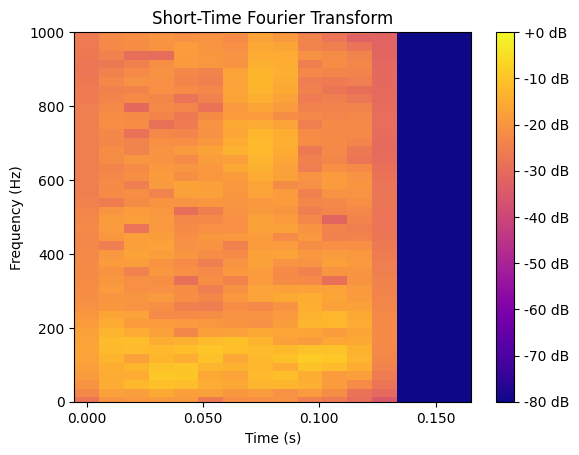 Short-Time Fourier Transform
1000
800
600
400
200
0
Frequency (Hz)
0.000
0.050
0.100
0.150
Time (s)
+0 dB
-10 dB
-20 dB
-30 dB
-40 dB
-50 dB
-60 dB
-70 dB
-80 dB